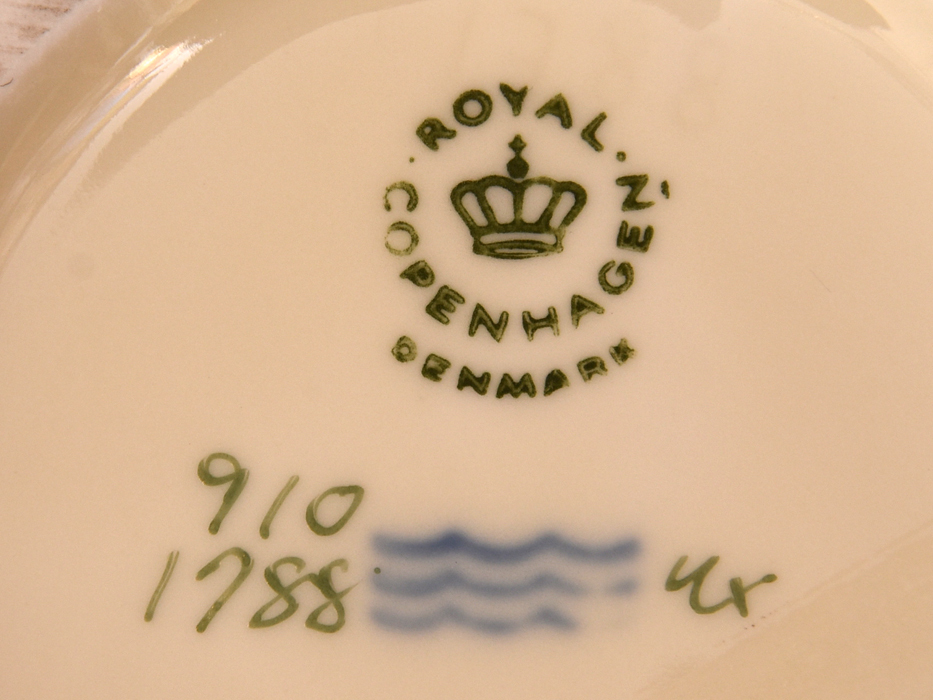 ROYAL
COPENHAGEN
DENMARK
910
1788